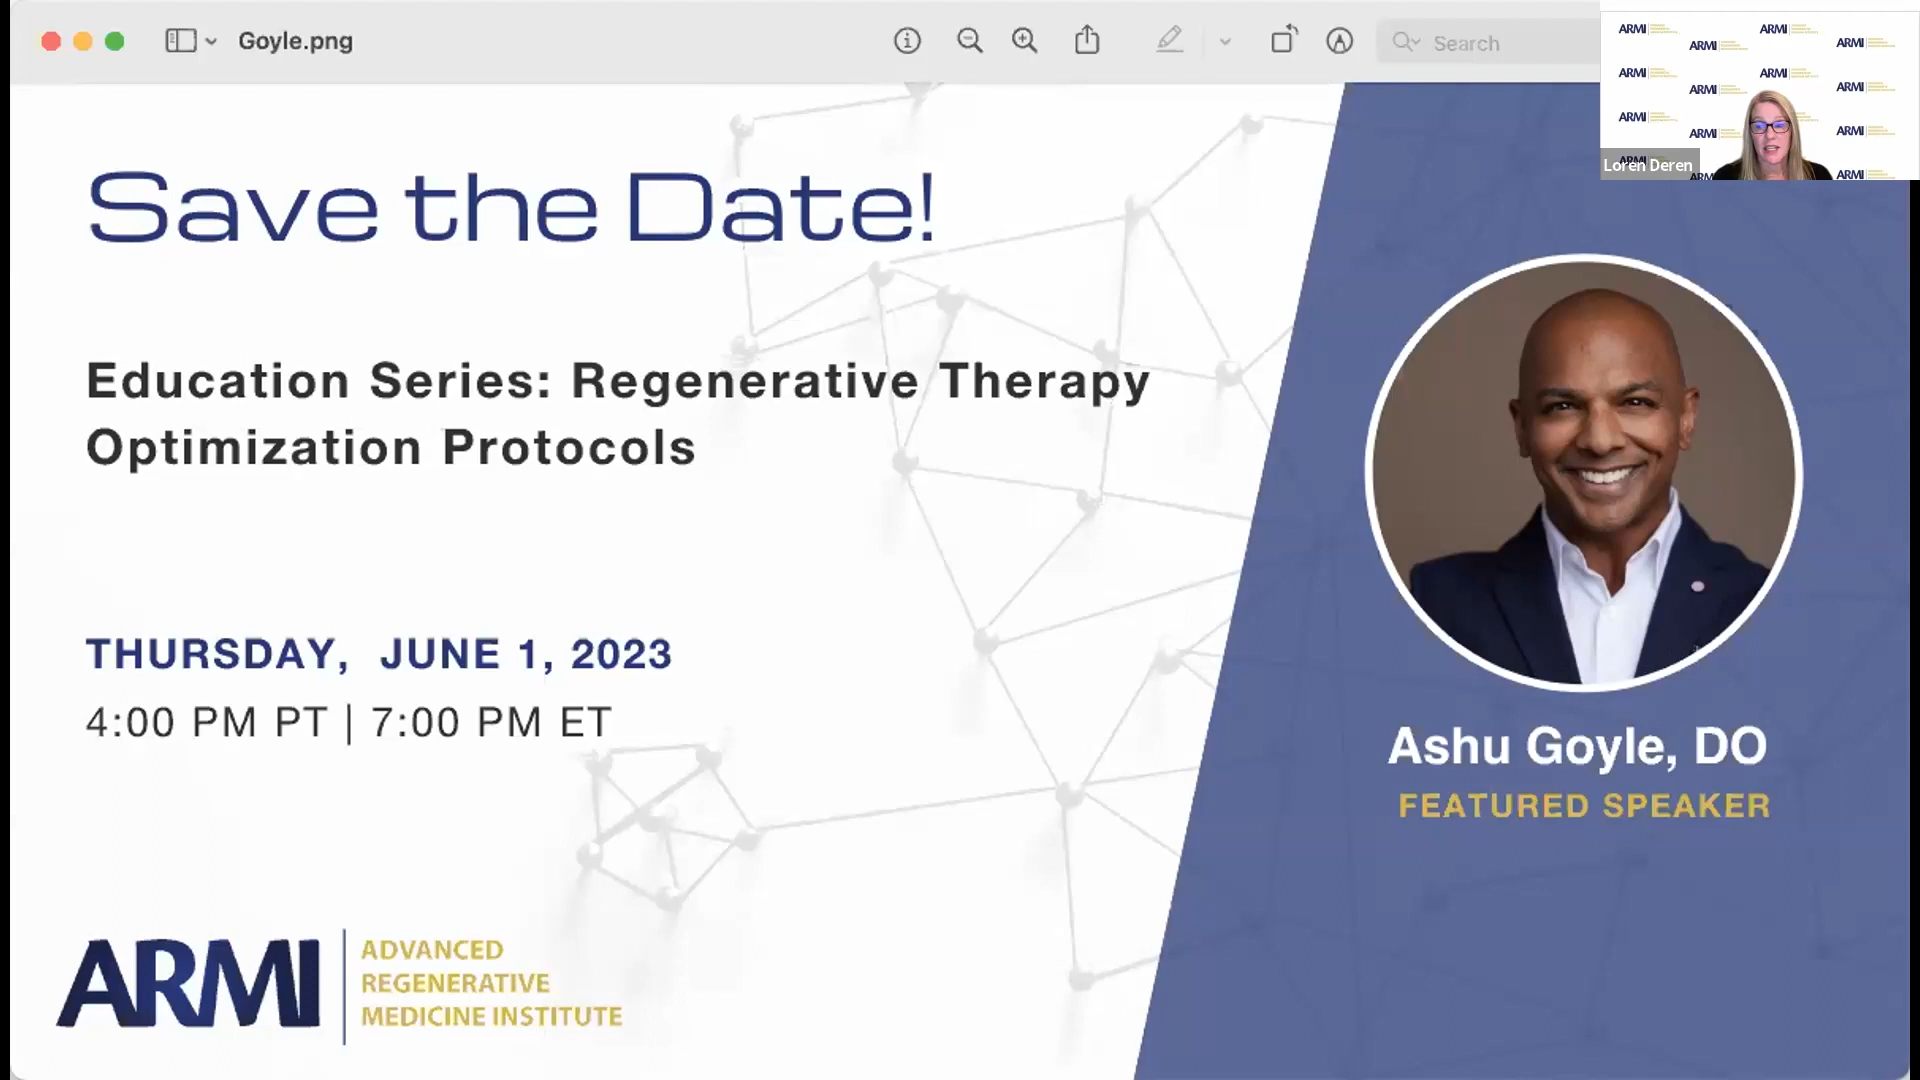 Goyle.png
Search
ARMI
Loren Deren
Save the Date!
Education Series: Regenerative Therapy
Optimization Protocols
THURSDAY, JUNE 1, 2023
4:00 PM PT | 7:00 PM ET
Ashu Goyle, DO
FEATURED SPEAKER
ARMI
ADVANCED
REGENERATIVE
MEDICINE INSTITUTE